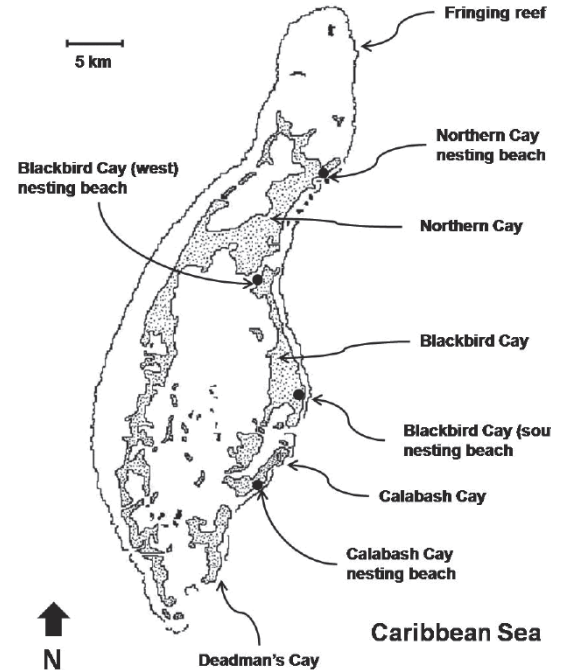 Fringing reef
5 km
Northern Cay
nesting beach
Blackbird Cay (west)
nesting beach
Northern Cay
Blackbird Cay
Blackbird Cay (sou
nesting beach
Calabash Cay
Calabash Cay
nesting beach
Caribbean Sea
N
Deadman's Cay